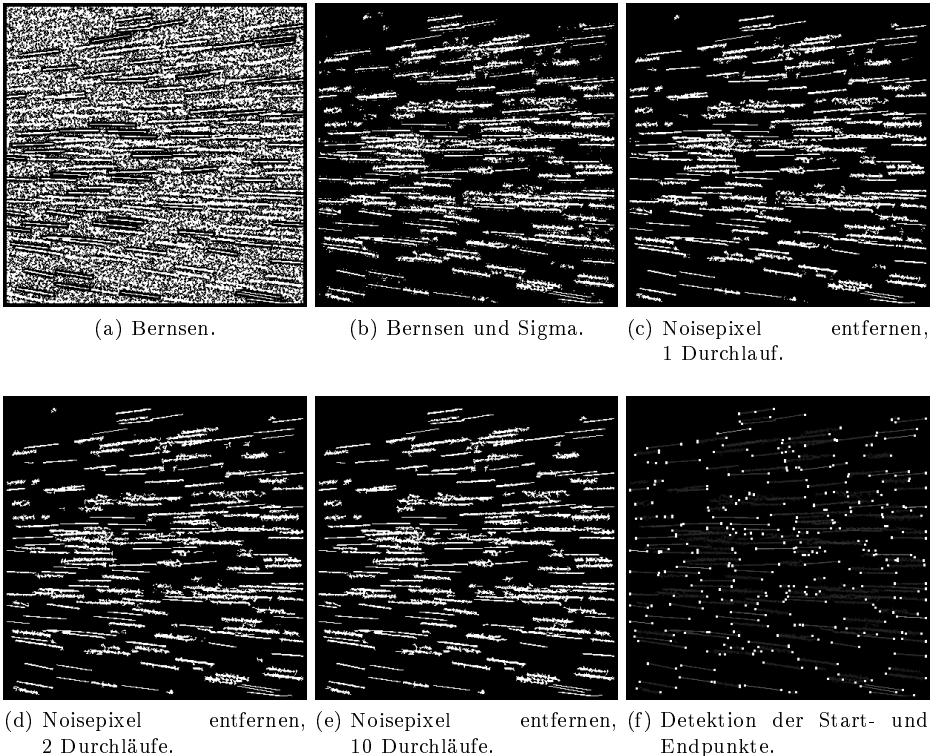 (a) Bernsen.
(b) Bernsen und Sigma.
(c) Noisepixel entfernen,
1 Durchlauf.
(d) Noisepixel entfernen,
2 Durchläufe.
(e) Noisepixel entfernen,
10 Durchläufe.
(f) Detektion der Start- und
Endpunkte.